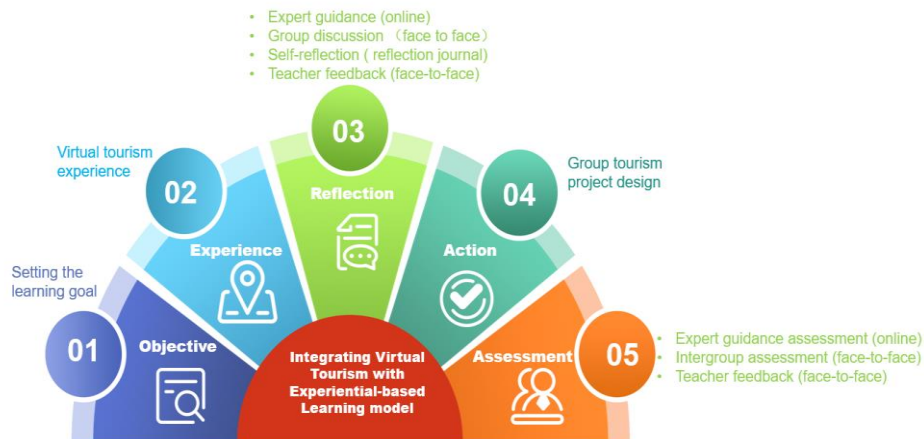 • Expert guidance (online)
• Group discussion （face to face）
• Self-reflection ( reflection journal)
• Teacher feedback (face-to-face)
03
Virtual tourism
experience
02
Reflection
Group tourism
project design
04
Experience
Action
Setting the
learning goal
01
Objective
Integrating Virtual
Tourism with
Experiential-based
Learning model
Assessment
05
• Expert guidance assessment (online)
• Intergroup assessment (face-to-face)
• Teacher feedback (face-to-face)